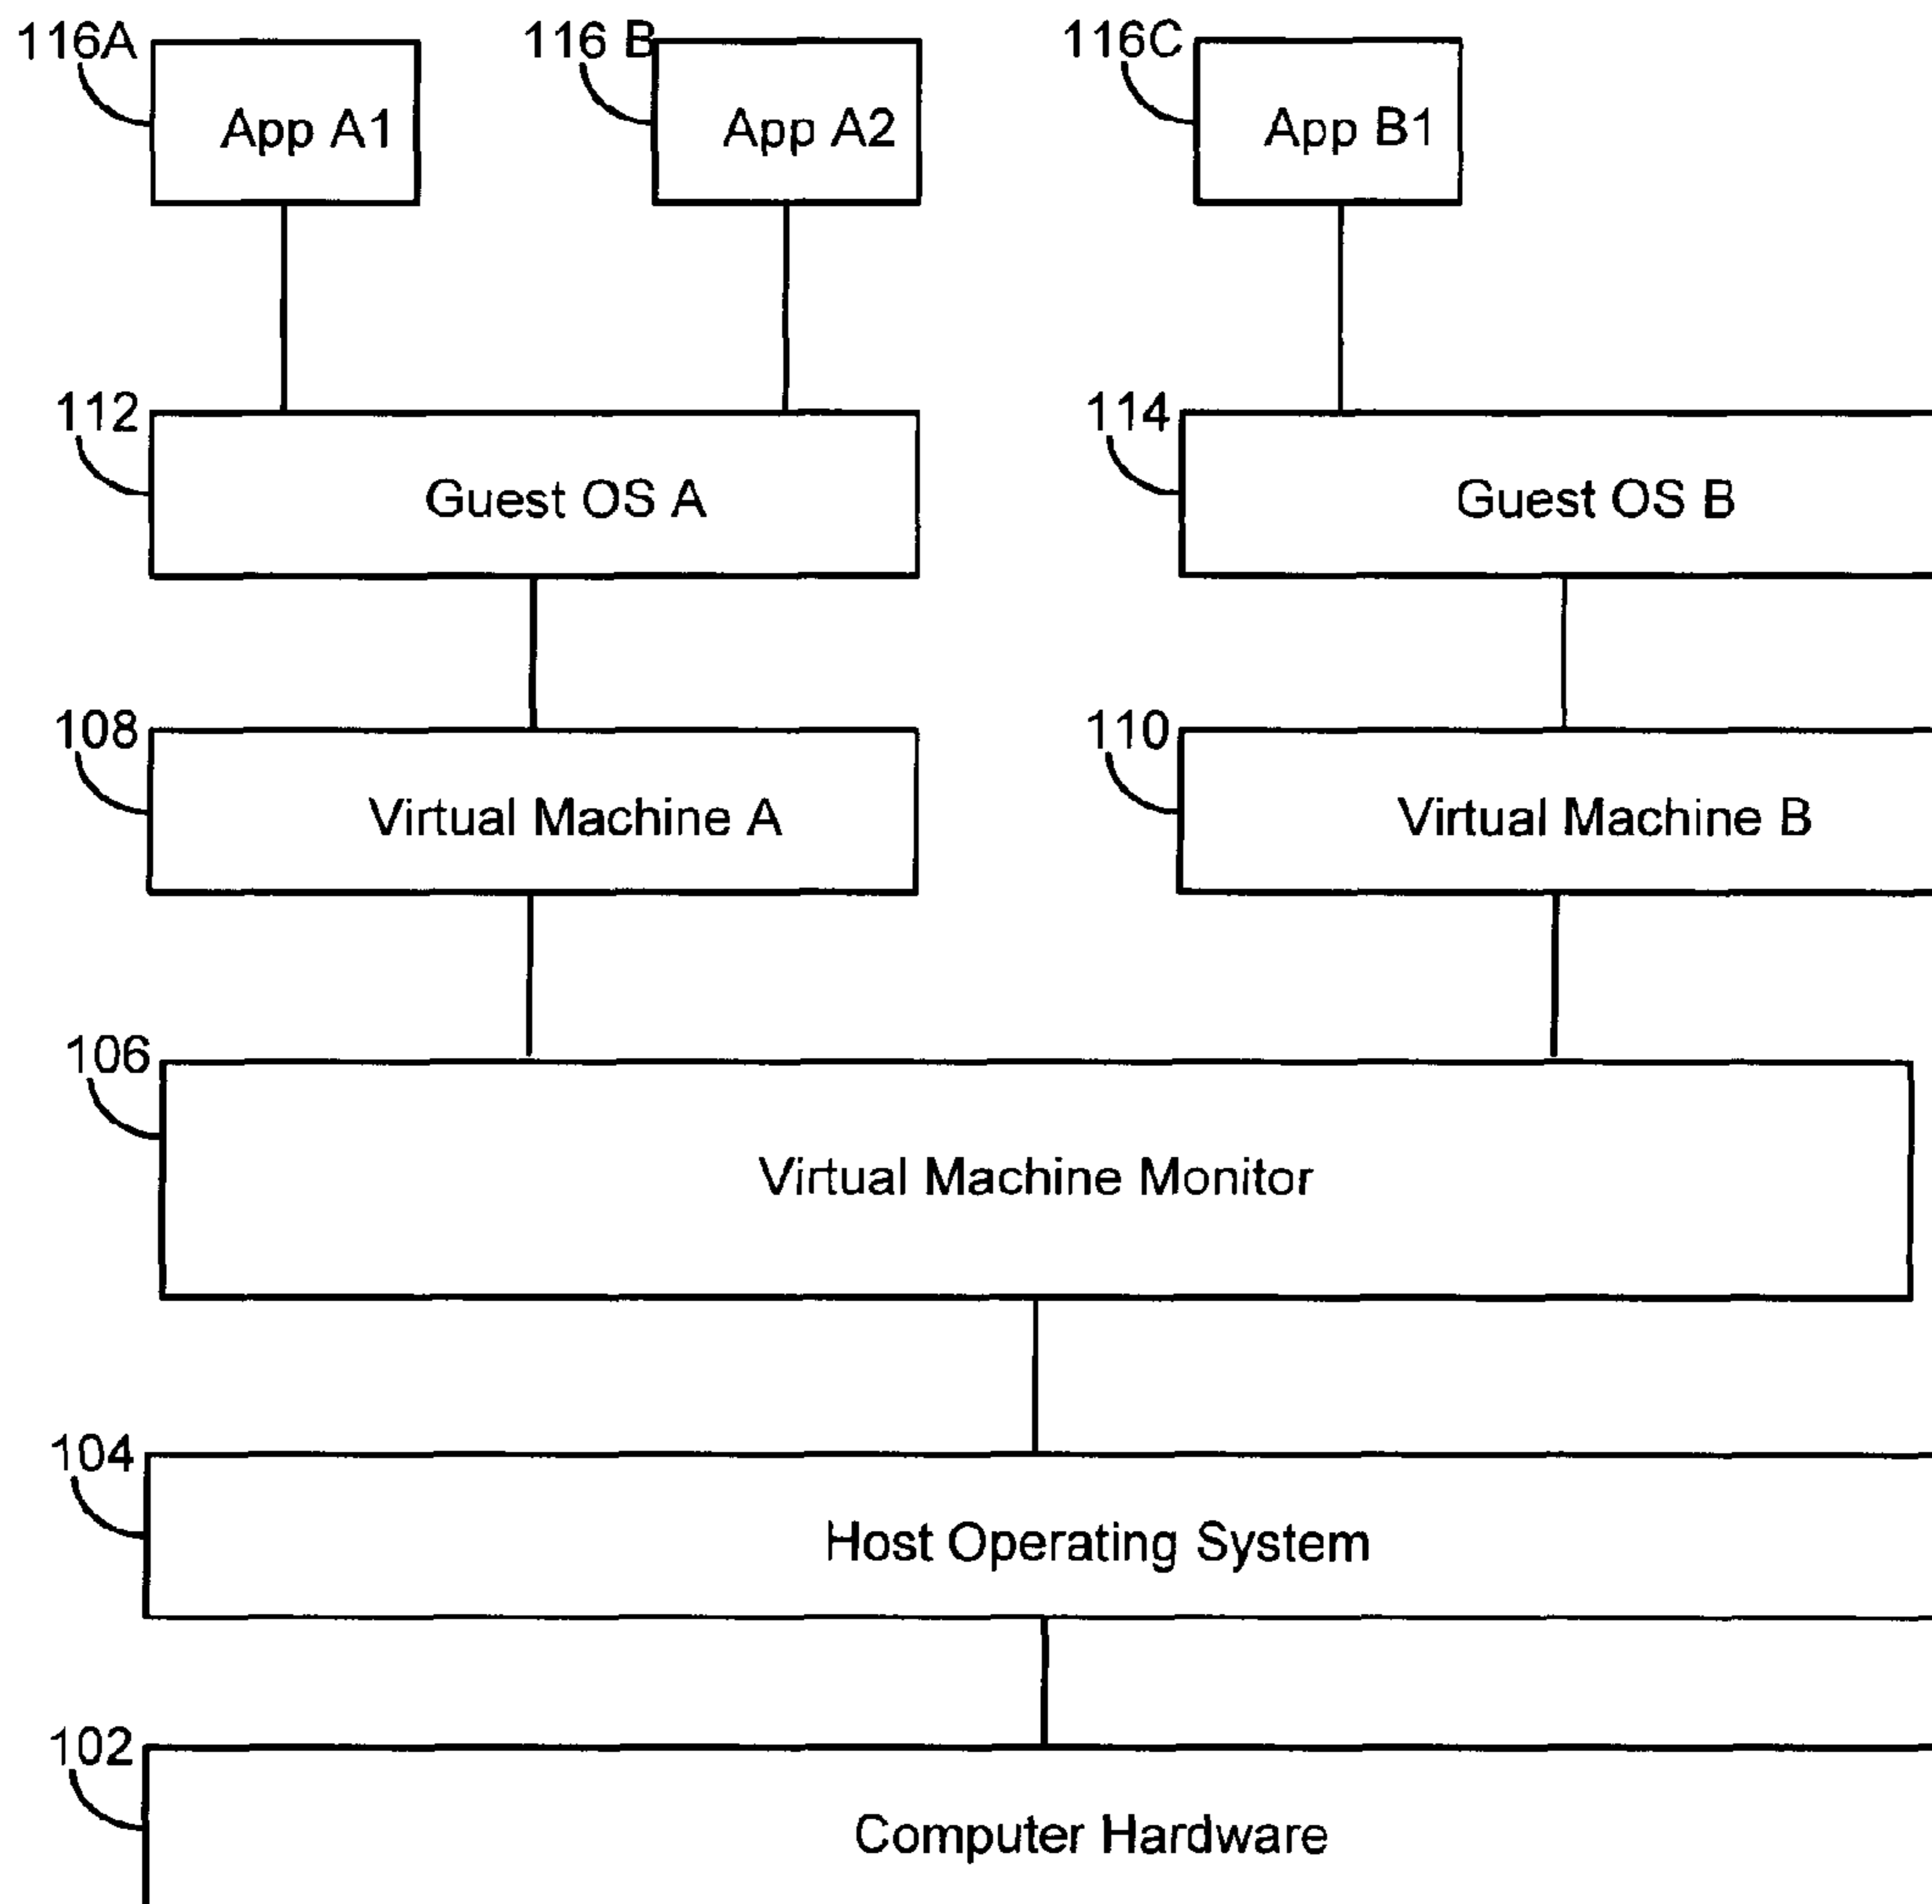 116A
116 B
116C
App A1
App A2
App B1
112
114
Guest OS A
Guest OS B
108
110
Virtual Machine A
Virtual Machine B
106
Virtual Machine Monitor
104
Host Operating System
102
Computer Hardware